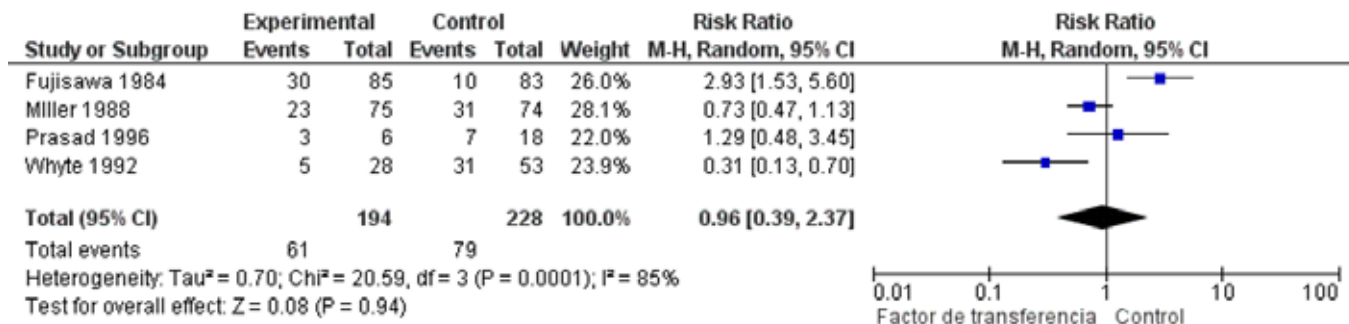 Experimental Control Risk Ratio Risk Ratio
Study or Subgroup Events Total Events Total Weight M-H, Random, 95% CI M-H, Random, 95% CI
Fujisawa 1984 30 85 10 83 26.0% 2.93 [1.53, 5.60]
Miller 1988 23 75 31 74 28.1% 0.73 [0.47, 1.13]
Prasad 1996 3 6 7 18 22.0% 1.29 [0.48, 3.45]
Whyte 1992 5 28 31 53 23.9% 0.31 [0.13, 0.70]
Total (95% CI) 194 228 100.0% 0.96 [0.39, 2.37]
Total events 61 79
Heterogeneity: Tau² = 0.70; Chi² = 20.59, df = 3 (P = 0.0001); I² = 85%
Test for overall effect: Z = 0.08 (P = 0.94)
0.01 0.1 1 10 100
Factor de transferencia Control